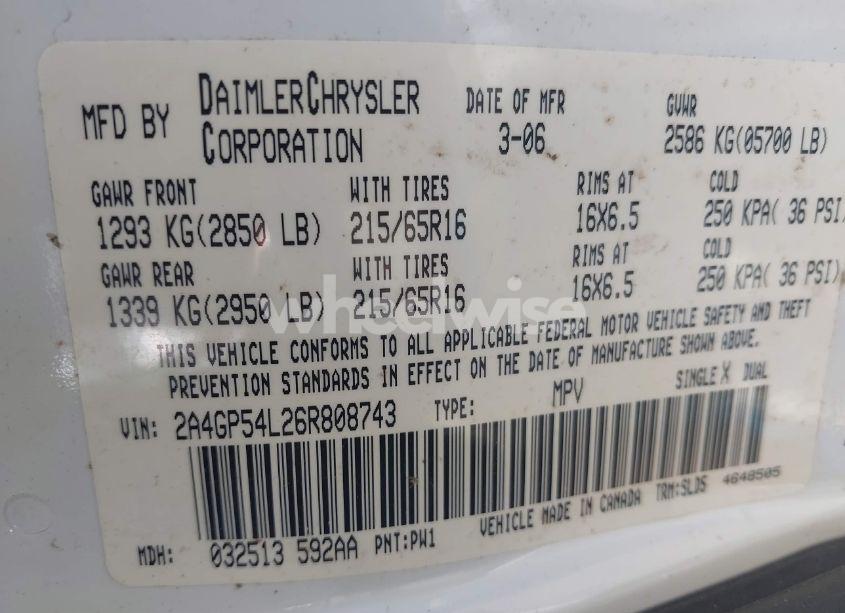 MFD BY DAIMLERCHRYSLER CORPORATION DATE OF MFR 3-06 GVWR 2586 KG(05700 LB)
GAWR FRONT WITH TIRES RIMS AT COLD
1293 KG(2850 LB) 215/65R16 16X6.5 250 KPA( 36 PSI)
GAWR REAR WITH TIRES RIMS AT COLD
1339 KG(2950 LB) 215/65R16 16X6.5 250 KPA( 36 PSI)
wheelwise
THIS VEHICLE CONFORMS TO ALL APPLICABLE FEDERAL MOTOR VEHICLE SAFETY AND THEFT
PREVENTION STANDARDS IN EFFECT ON THE DATE OF MANUFACTURE SHOWN ABOVE.
VIN: 2A4GP54L26R808743 TYPE: MPV SINGLE X DUAL
MDH: 032513 592AA PNT:PW1 VEHICLE MADE IN CANADA TRM:SLD5 4648505